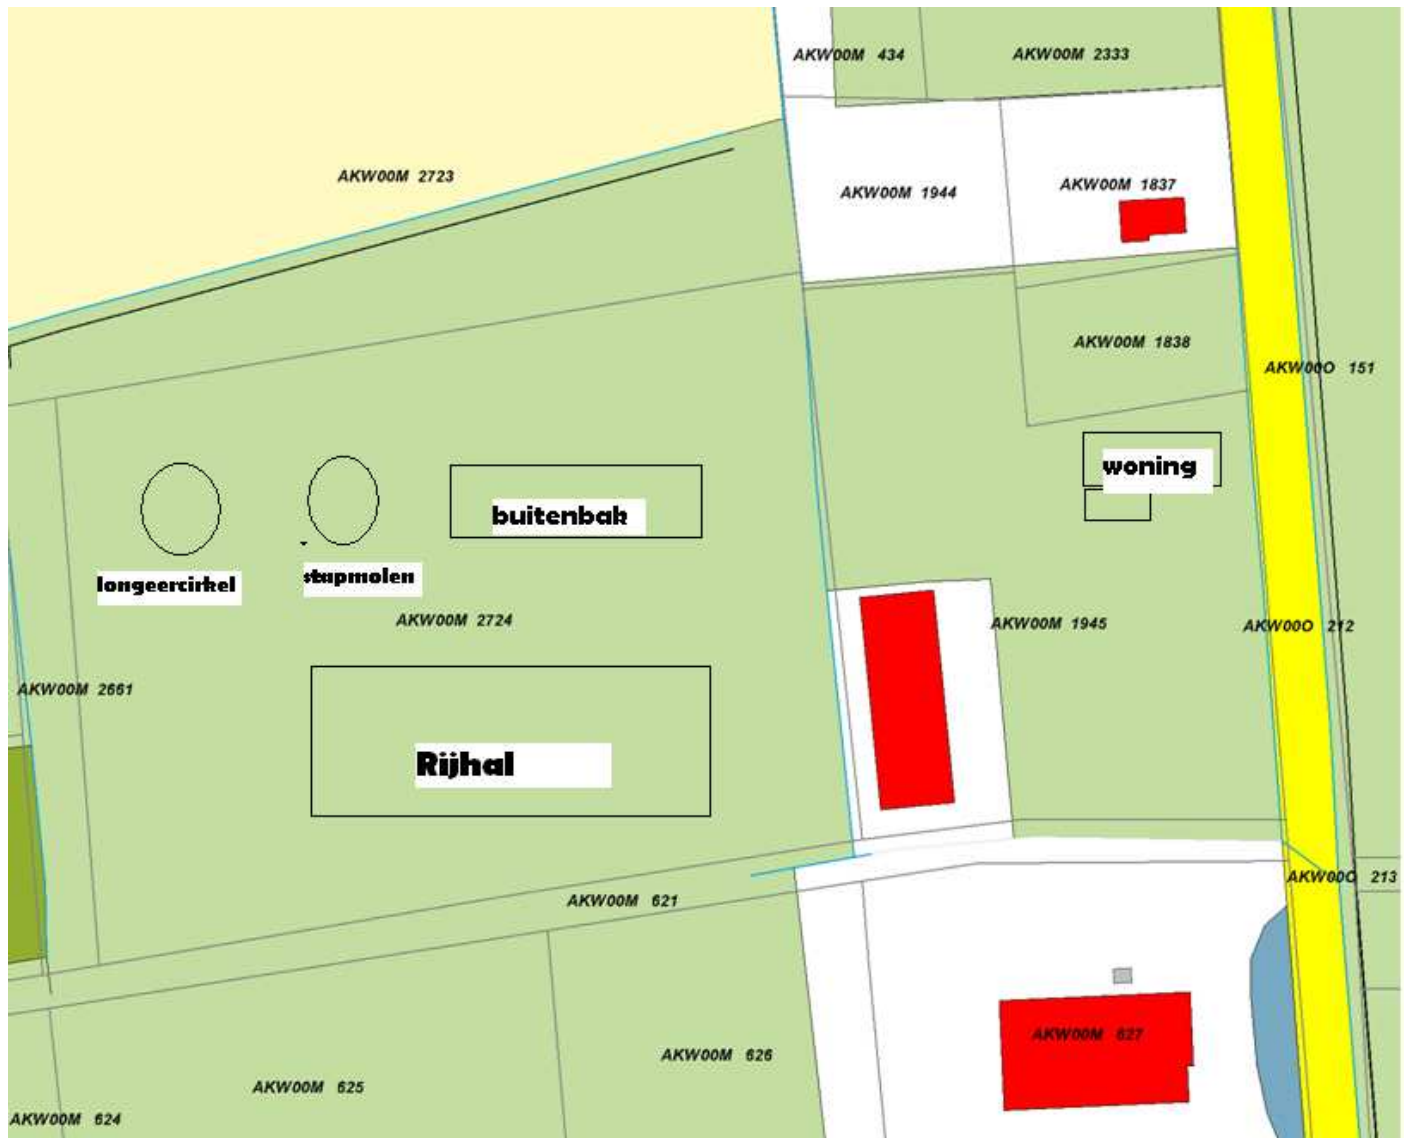 AKW00M 434
AKW00M 2333
AKW00M 2723
AKW00M 1944
AKW00M 1837
AKW00M 1838
AKW00O 151
woning
buitenbak
longeercirkel
stapmolen
AKW00M 2724
AKW00M 1945
AKW00O 212
AKW00M 2661
Rijhal
AKW00O 213
AKW00M 621
AKW00M 627
AKW00M 626
AKW00M 625
AKW00M 624